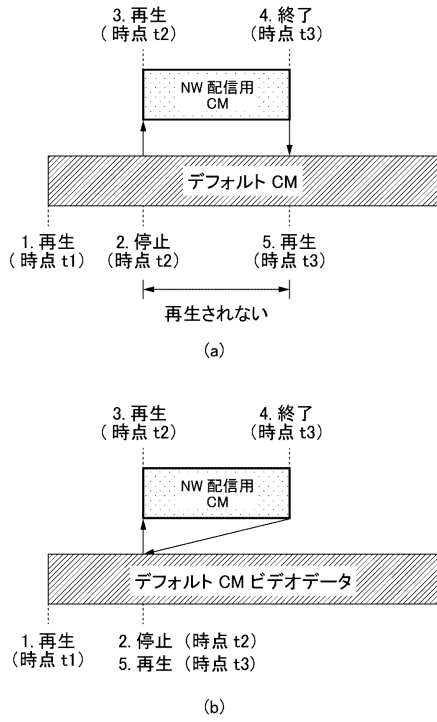 3. 再生 4. 終了
(時点 t2) (時点 t3)
NW 配信用
CM
デフォルト CM
1. 再生 2. 停止 5. 再生
(時点 t1) (時点 t2) (時点 t3)
再生されない
(a)
3. 再生 4. 終了
(時点 t2) (時点 t3)
NW 配信用
CM
デフォルト CM ビデオデータ
1. 再生 2. 停止 (時点 t2)
(時点 t1) 5. 再生 (時点 t3)
(b)